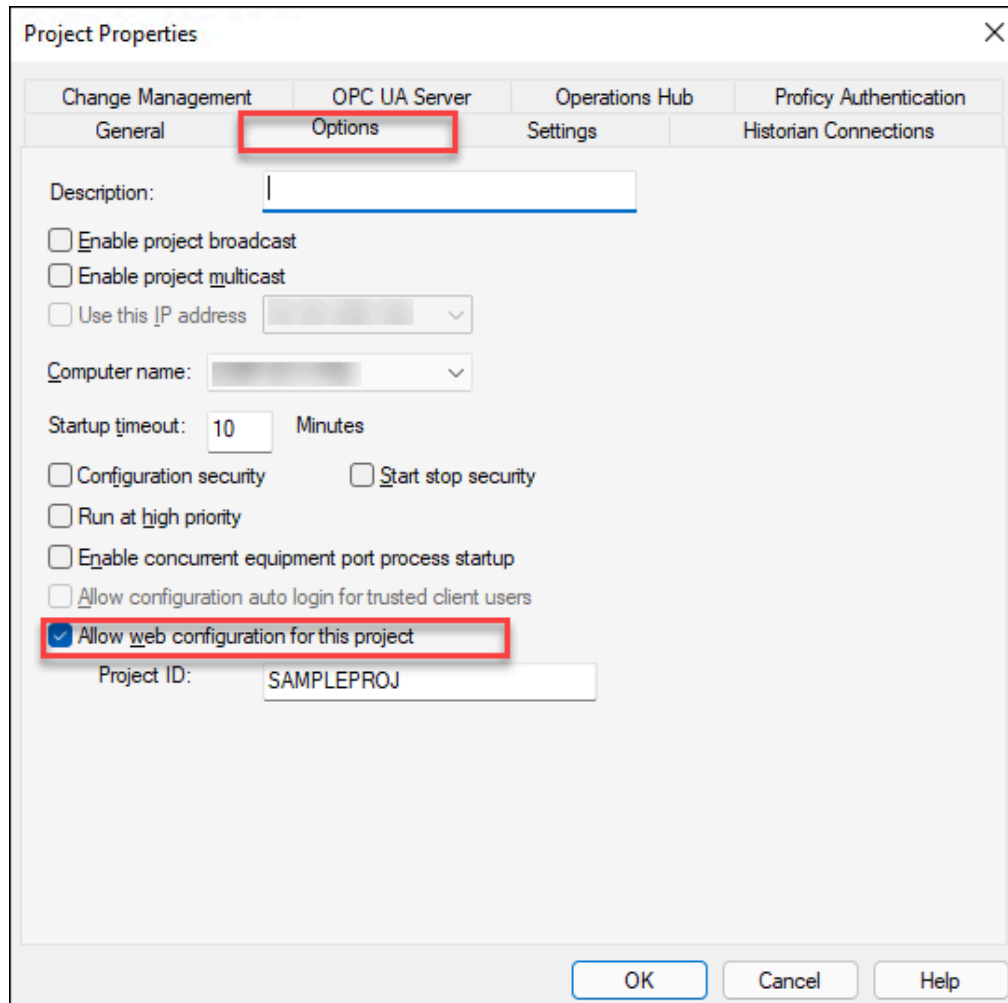 Project Properties
Change Management OPC UA Server Operations Hub Proficy Authentication
General Options Settings Historian Connections
Description:
Enable project broadcast
Enable project multicast
Use this IP address
Computer name:
Startup timeout: 10 Minutes
Configuration security Start stop security
Run at high priority
Enable concurrent equipment port process startup
Allow configuration auto login for trusted client users
Allow web configuration for this project
Project ID: SAMPLEPROJ
OK Cancel Help